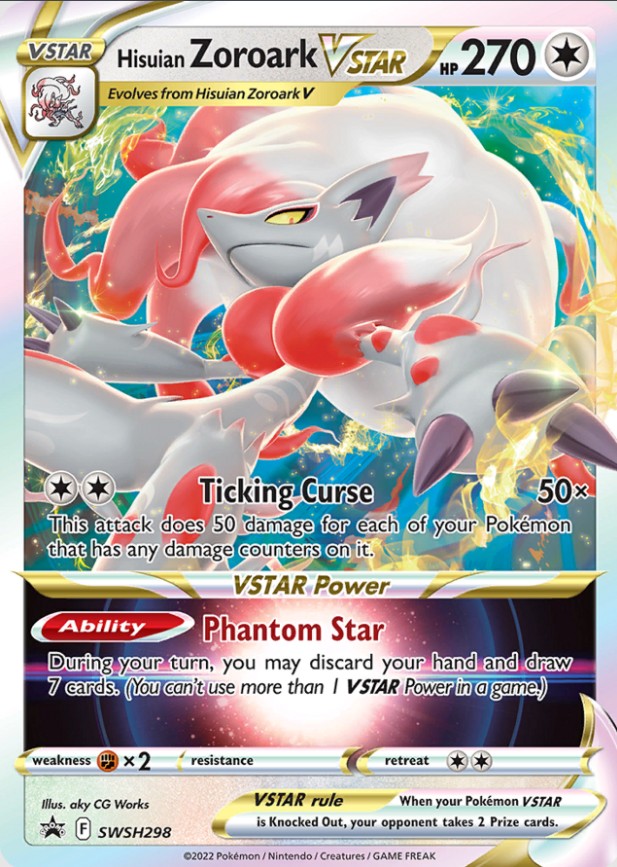 VSTAR
Hisuian Zoroark VSTAR HP 270
Evolves from Hisuian Zoroark V
Ticking Curse 50×
This attack does 50 damage for each of your Pokémon
that has any damage counters on it.
VSTAR Power
Ability Phantom Star
During your turn, you may discard your hand and draw
7 cards. (You can't use more than 1 VSTAR Power in a game.)
weakness ×2 resistance retreat
Illus. aky CG Works
VSTAR rule When your Pokémon VSTAR
is Knocked Out, your opponent takes 2 Prize cards.
F SWSH298
©2022 Pokémon / Nintendo / Creatures / GAME FREAK